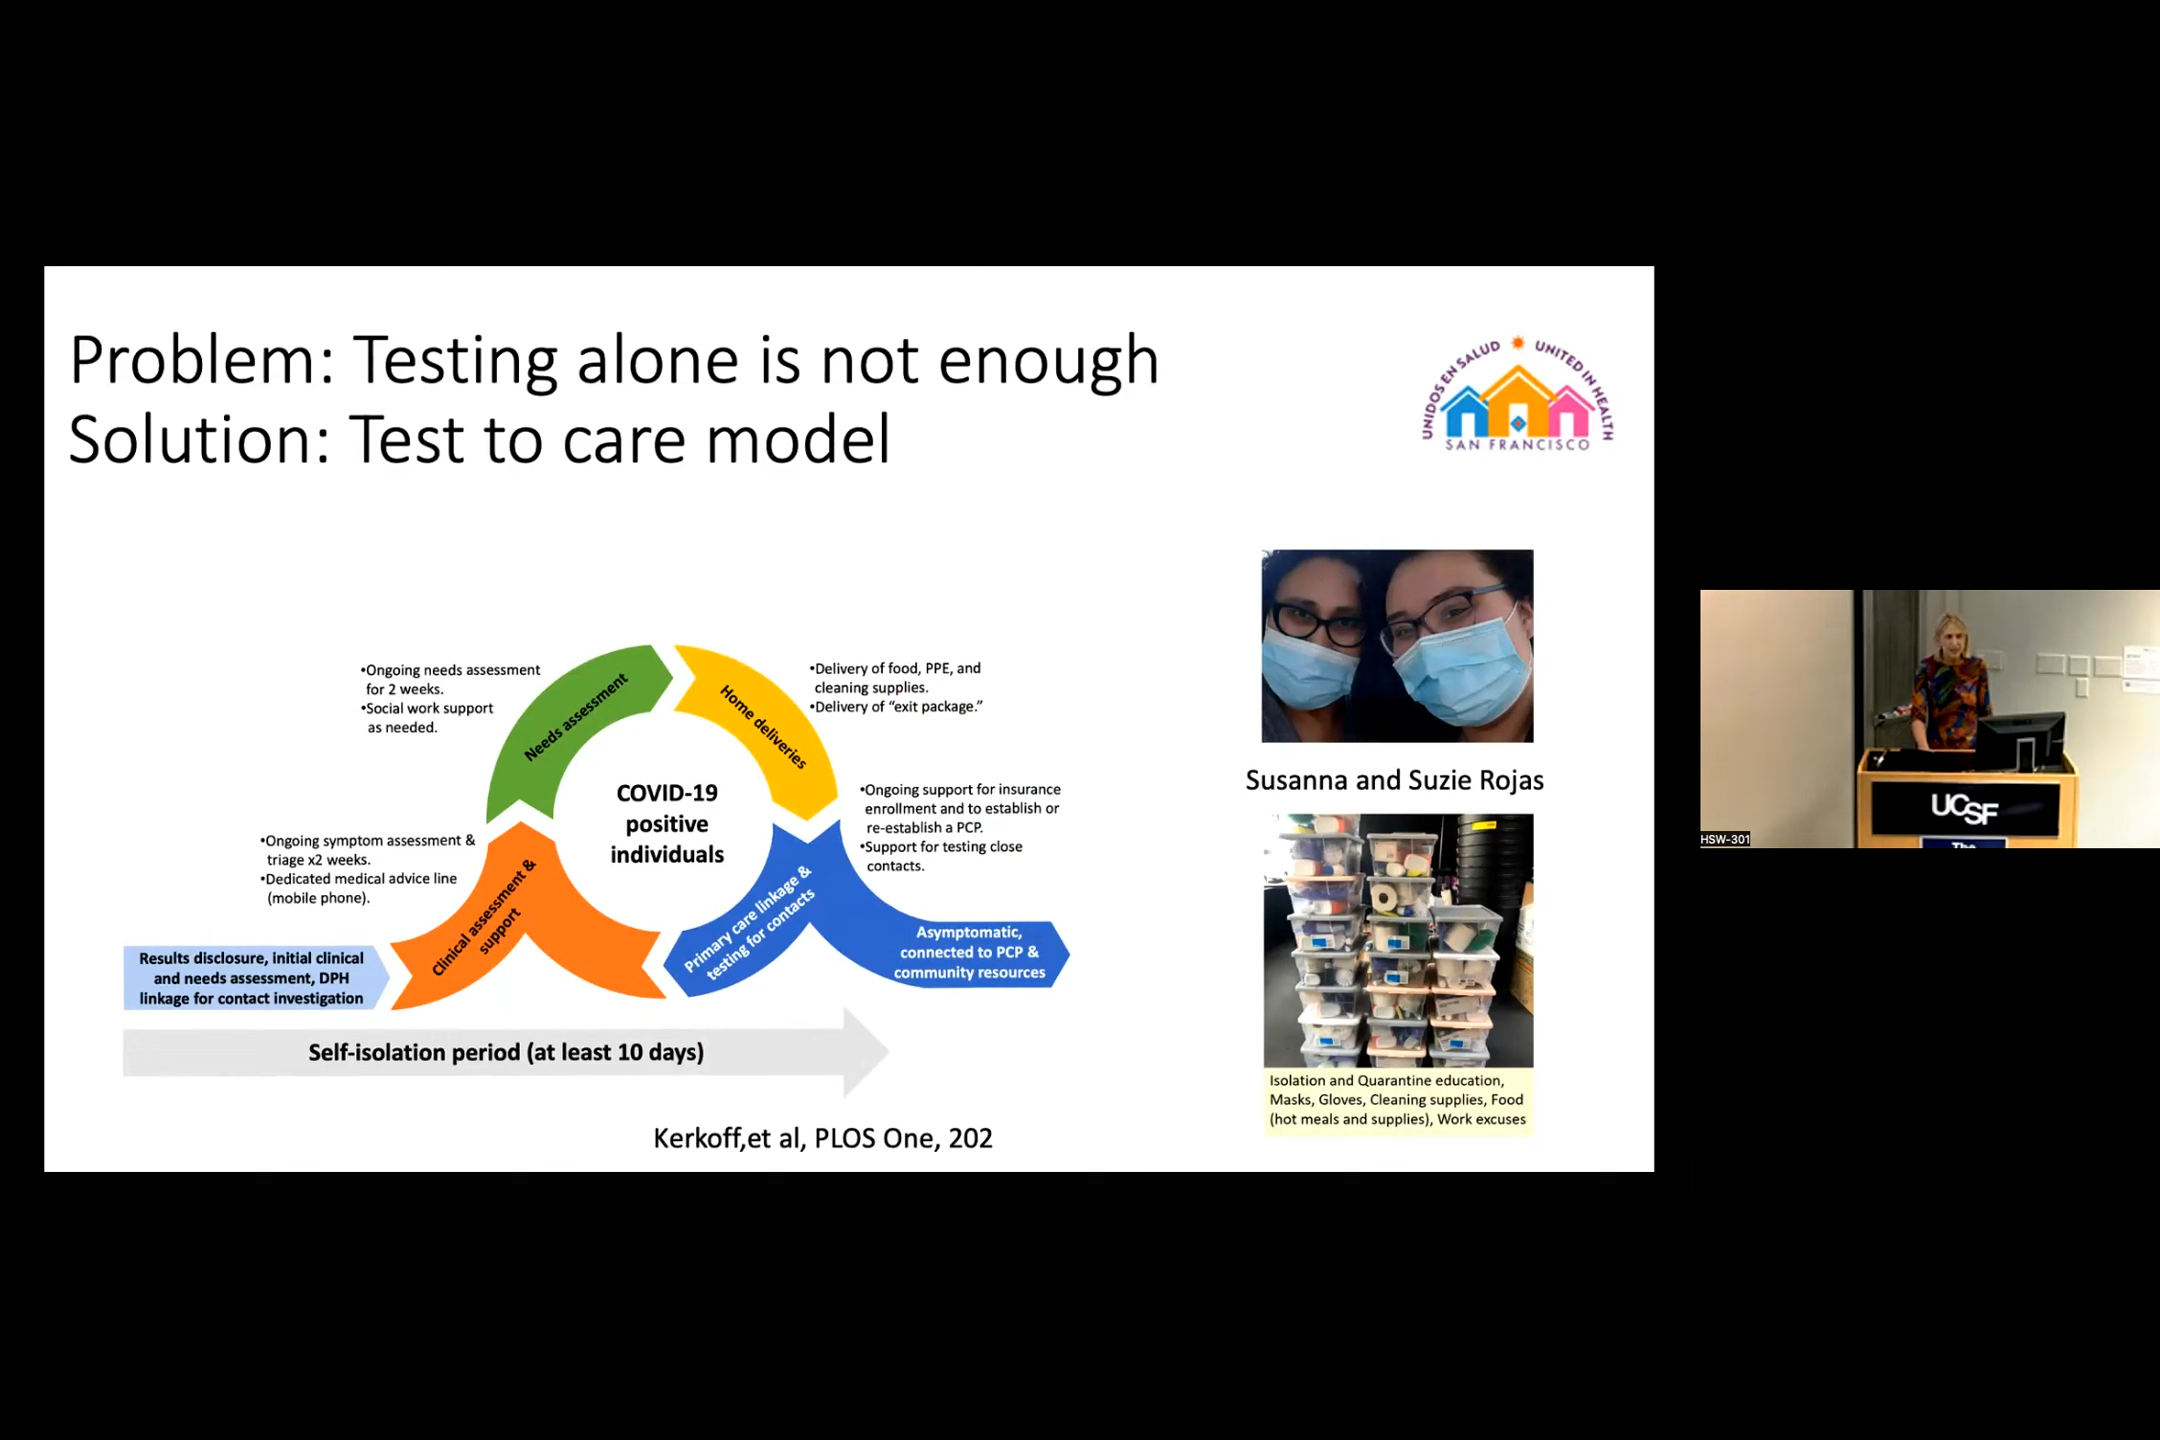 Problem: Testing alone is not enough
Solution: Test to care model
UNIDOS EN SALUD UNITED IN HEALTH
SAN FRANCISCO
•Ongoing needs assessment
for 2 weeks.
•Social work support
as needed.
Needs assessment
Home deliveries
•Delivery of food, PPE, and
cleaning supplies.
•Delivery of “exit package.”
COVID-19
positive
individuals
•Ongoing symptom assessment &
triage x2 weeks.
•Dedicated medical advice line
(mobile phone).
Clinical assessment &
support
Primary care linkage &
testing for contacts
•Ongoing support for insurance
enrollment and to establish or
re-establish a PCP.
•Support for testing close
contacts.
Results disclosure, initial clinical
and needs assessment, DPH
linkage for contact investigation
Asymptomatic,
connected to PCP &
community resources
Self-isolation period (at least 10 days)
Kerkoff,et al, PLOS One, 202
Susanna and Suzie Rojas
Isolation and Quarantine education,
Masks, Gloves, Cleaning supplies, Food
(hot meals and supplies), Work excuses
UCSF
The
HSW-301